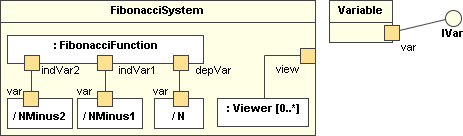 FibonacciSystem
: FibonacciFunction
indVar2
indVar1
depVar
var
var
var
/ NMinus2
/ NMinus1
/ N
view
: Viewer [0..*]
Variable
var
IVar